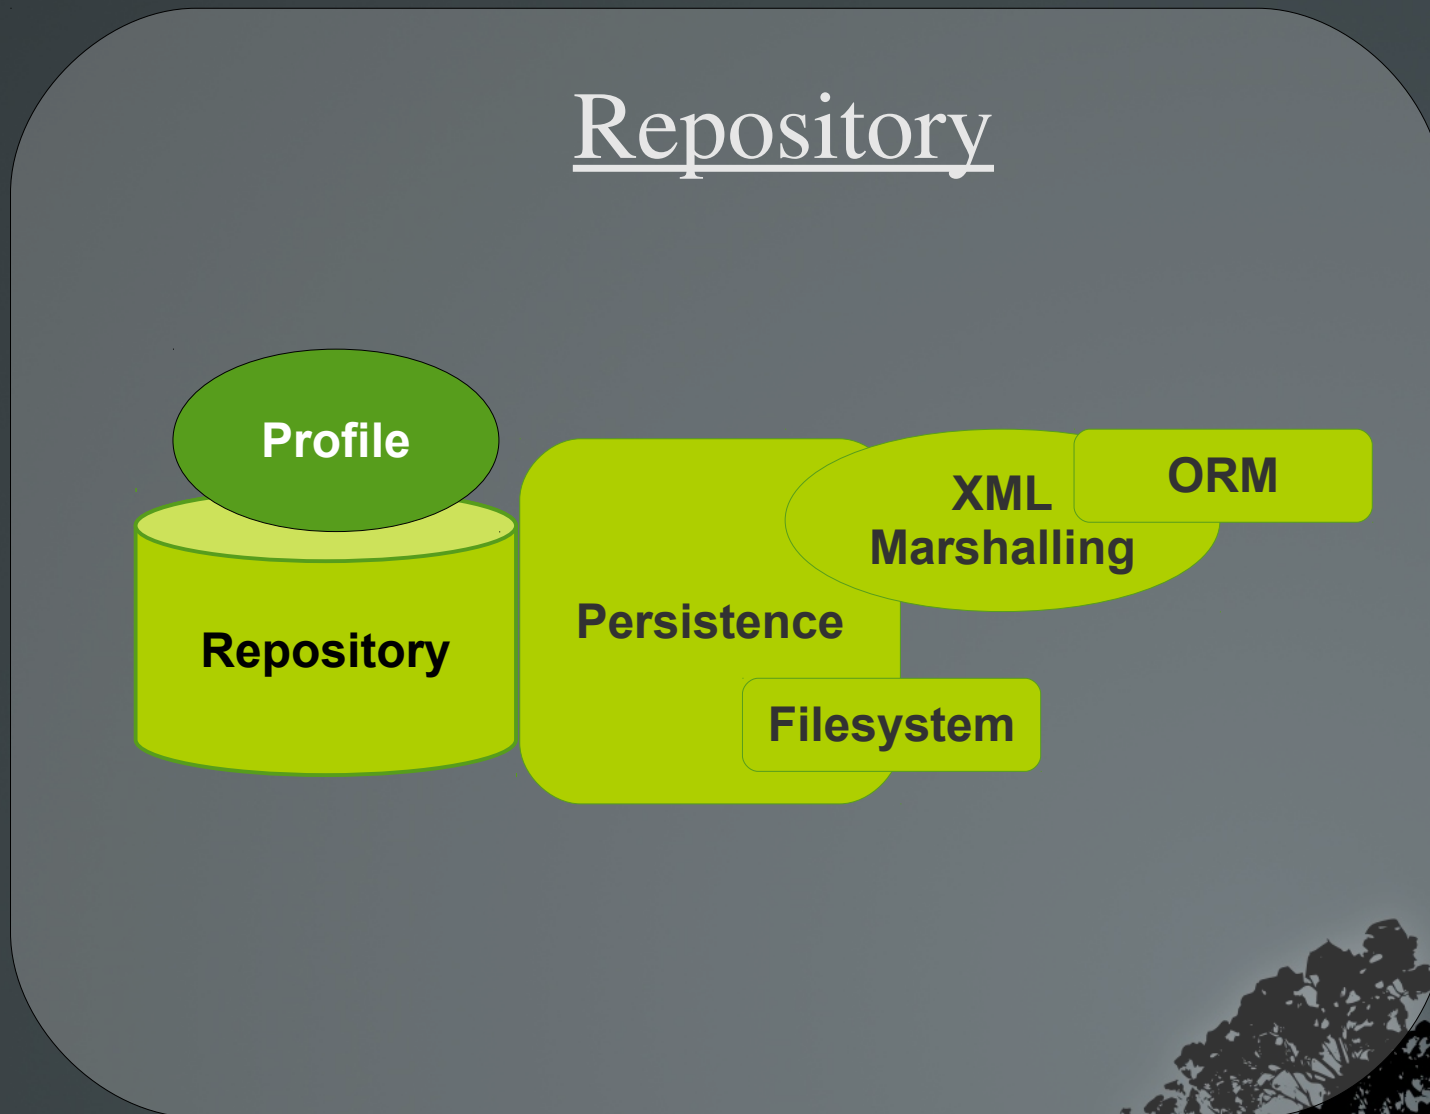 Repository
Profile
Repository
Persistence
XML
Marshalling
ORM
Filesystem